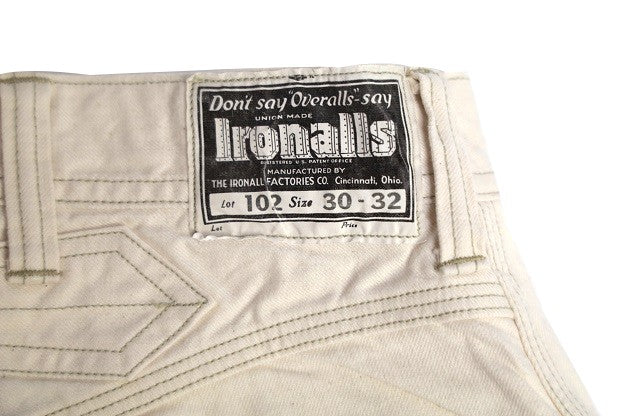 Don't say "Overalls"-say
UNION MADE
Ironalls
REGISTERED U.S. PATENT OFFICE
MANUFACTURED BY
THE IRONALL FACTORIES CO. Cincinnati, Ohio.
Lot 102 Size 30 - 32
Lot Price